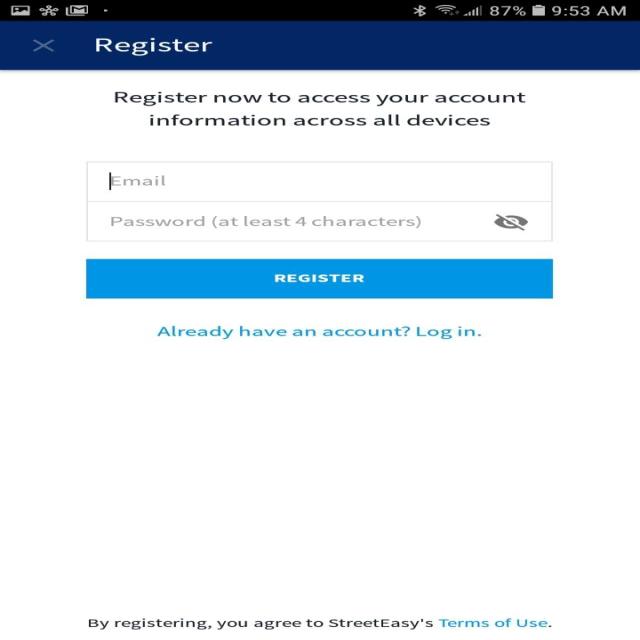 87% 9:53 AM
Register
Register now to access your account
information across all devices
Email
Password (at least 4 characters)
REGISTER
Already have an account? Log in.
By registering, you agree to StreetEasy's Terms of Use.